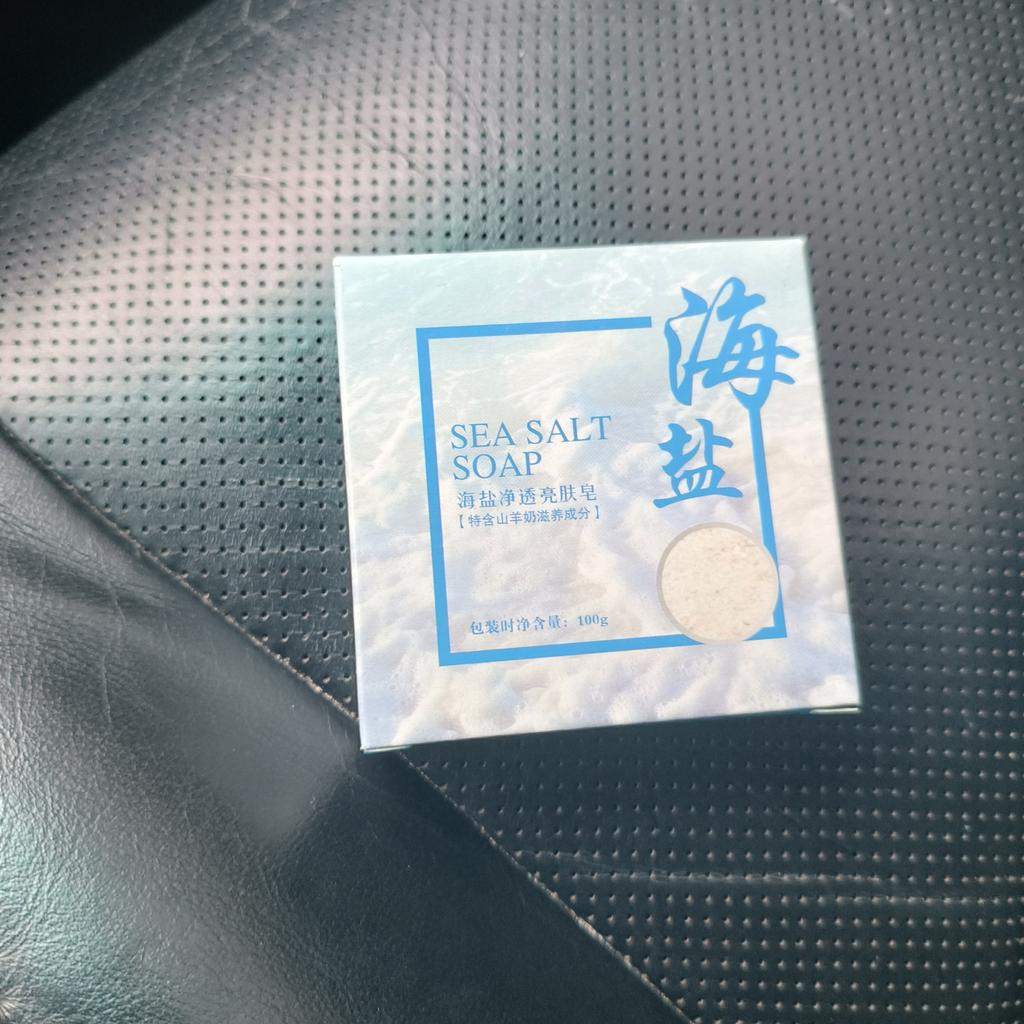 海盐
SEA SALT
SOAP
海盐净透亮肤皂
【特含山羊奶滋养成分】
包装时净含量：100g